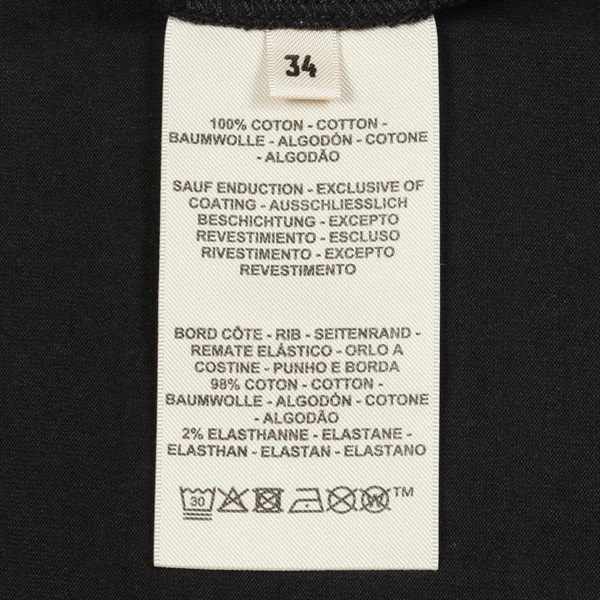 34
100% COTON - COTTON -
BAUMWOLLE - ALGODÓN - COTONE
- ALGODÃO
SAUF ENDUCTION - EXCLUSIVE OF
COATING - AUSSCHLIESSLICH
BESCHICHTUNG - EXCEPTO
REVESTIMIENTO - ESCLUSO
RIVESTIMENTO - EXCEPTO
REVESTIMENTO
BORD CÔTE - RIB - SEITENRAND -
REMATE ELÁSTICO - ORLO A
COSTINE - PUNHO E BORDA
98% COTON - COTTON -
BAUMWOLLE - ALGODÓN - COTONE
- ALGODÃO
2% ELASTHANNE - ELASTANE -
ELASTHAN - ELASTAN - ELASTANO
30 W ™